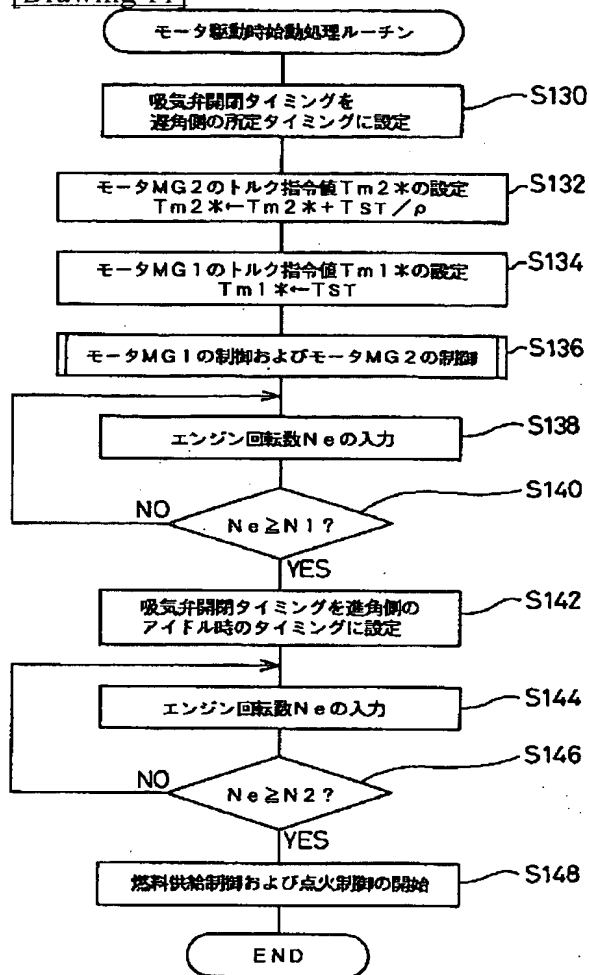 [Drawing 11]
モータ駆動時始動処理ルーチン
吸気弁開閉タイミングを
遅角側の所定タイミングに設定
S130
モータMG2のトルク指令値Tm2*の設定
Tm2*←Tm2*+TST/ρ
S132
モータMG1のトルク指令値Tm1*の設定
Tm1*←TST
S134
モータMG1の制御およびモータMG2の制御
S136
エンジン回転数Neの入力
S138
Ne≧N1?
S140
NO
YES
吸気弁開閉タイミングを進角側の
アイドル時のタイミングに設定
S142
エンジン回転数Neの入力
S144
Ne≧N2?
S146
NO
YES
燃料供給制御および点火制御の開始
S148
END